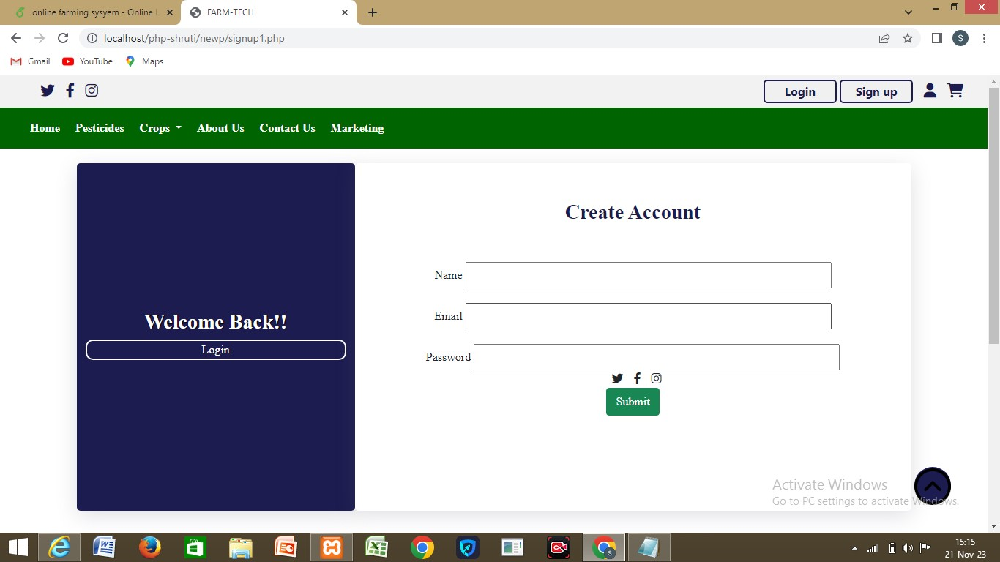 online farming sysyem - Online L
FARM-TECH
localhost/php-shruti/newp/signup1.php
S
Gmail YouTube Maps
Login Sign up
Home Pesticides Crops About Us Contact Us Marketing
Create Account
Name
Email
Password
Submit
Welcome Back!!
Login
Activate Windows
Go to PC settings to activate Windows.
15:15
21-Nov-23